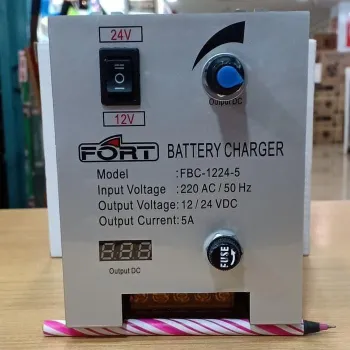 24V
Output DC
12V
FORT BATTERY CHARGER
Model :FBC-1224-5
Input Voltage : 220 AC / 50 Hz
Output Voltage: 12 / 24 VDC
Output Current: 5A
Output DC
FUSE